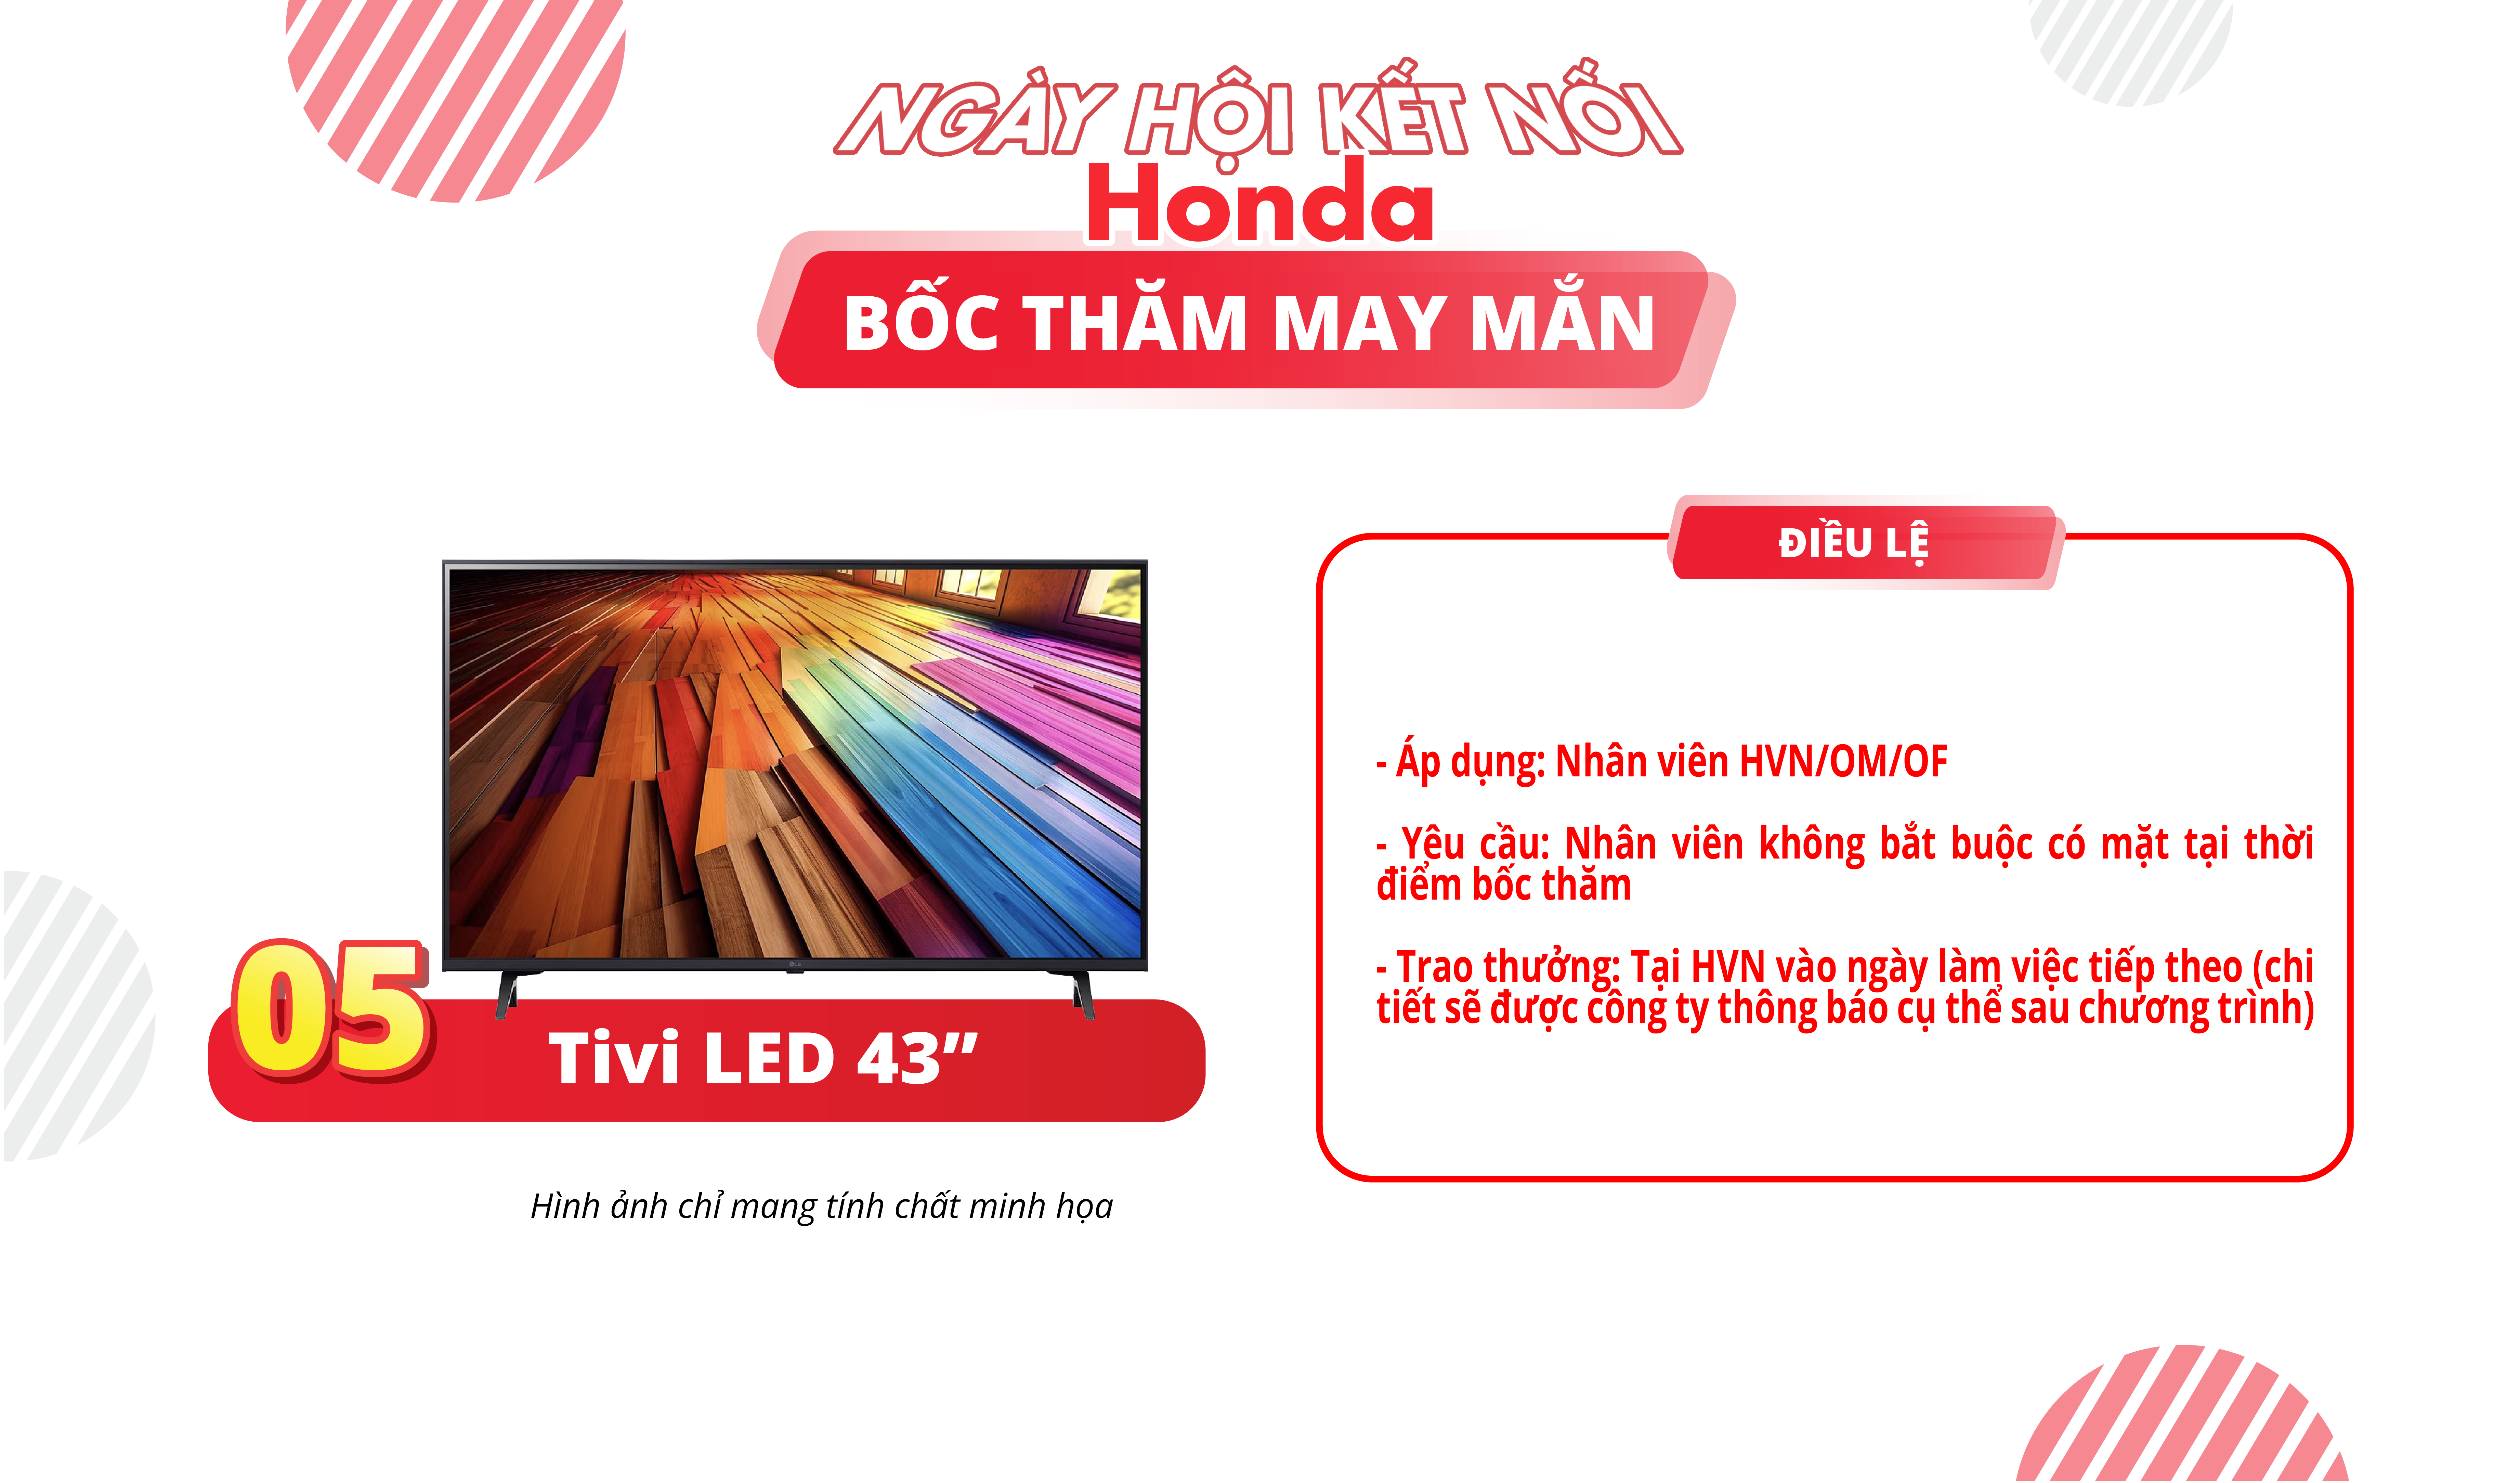 NGÀY HỘI KẾT NỐI
Honda
BỐC THĂM MAY MẮN
ĐIỀU LỆ
- Áp dụng: Nhân viên HVN/OM/OF
- Yêu cầu: Nhân viên không bắt buộc có mặt tại thời
điểm bốc thăm
- Trao thưởng: Tại HVN vào ngày làm việc tiếp theo (chi
tiết sẽ được công ty thông báo cụ thể sau chương trình)
LG
05
Tivi LED 43”
Hình ảnh chỉ mang tính chất minh họa